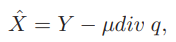 X̂ = Y − μdiv q,